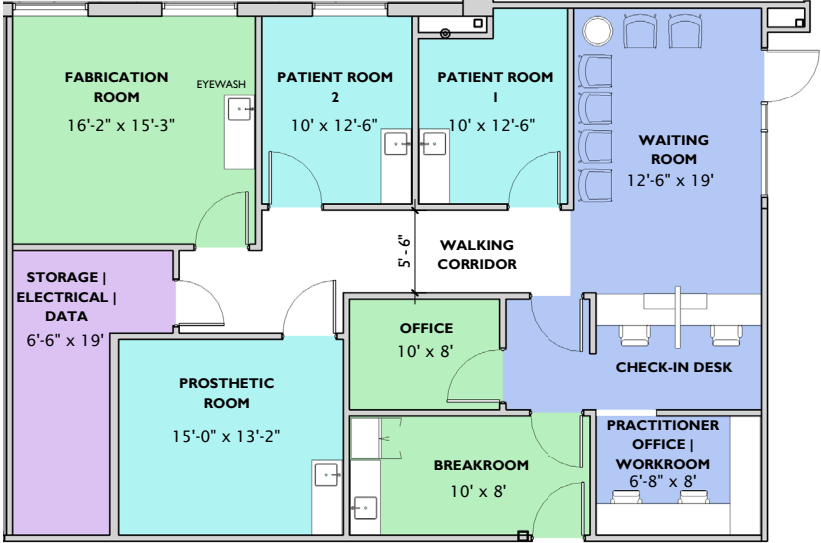 FABRICATION
ROOM
16'-2" x 15'-3"
EYEWASH
PATIENT ROOM
2
10' x 12'-6"
PATIENT ROOM
1
10' x 12'-6"
WAITING
ROOM
12'-6" x 19'
5' - 6"
WALKING
CORRIDOR
STORAGE |
ELECTRICAL |
DATA
6'-6" x 19'
OFFICE
10' x 8'
CHECK-IN DESK
PROSTHETIC
ROOM
15'-0" x 13'-2"
BREAKROOM
10' x 8'
PRACTITIONER
OFFICE |
WORKROOM
6'-8" x 8'